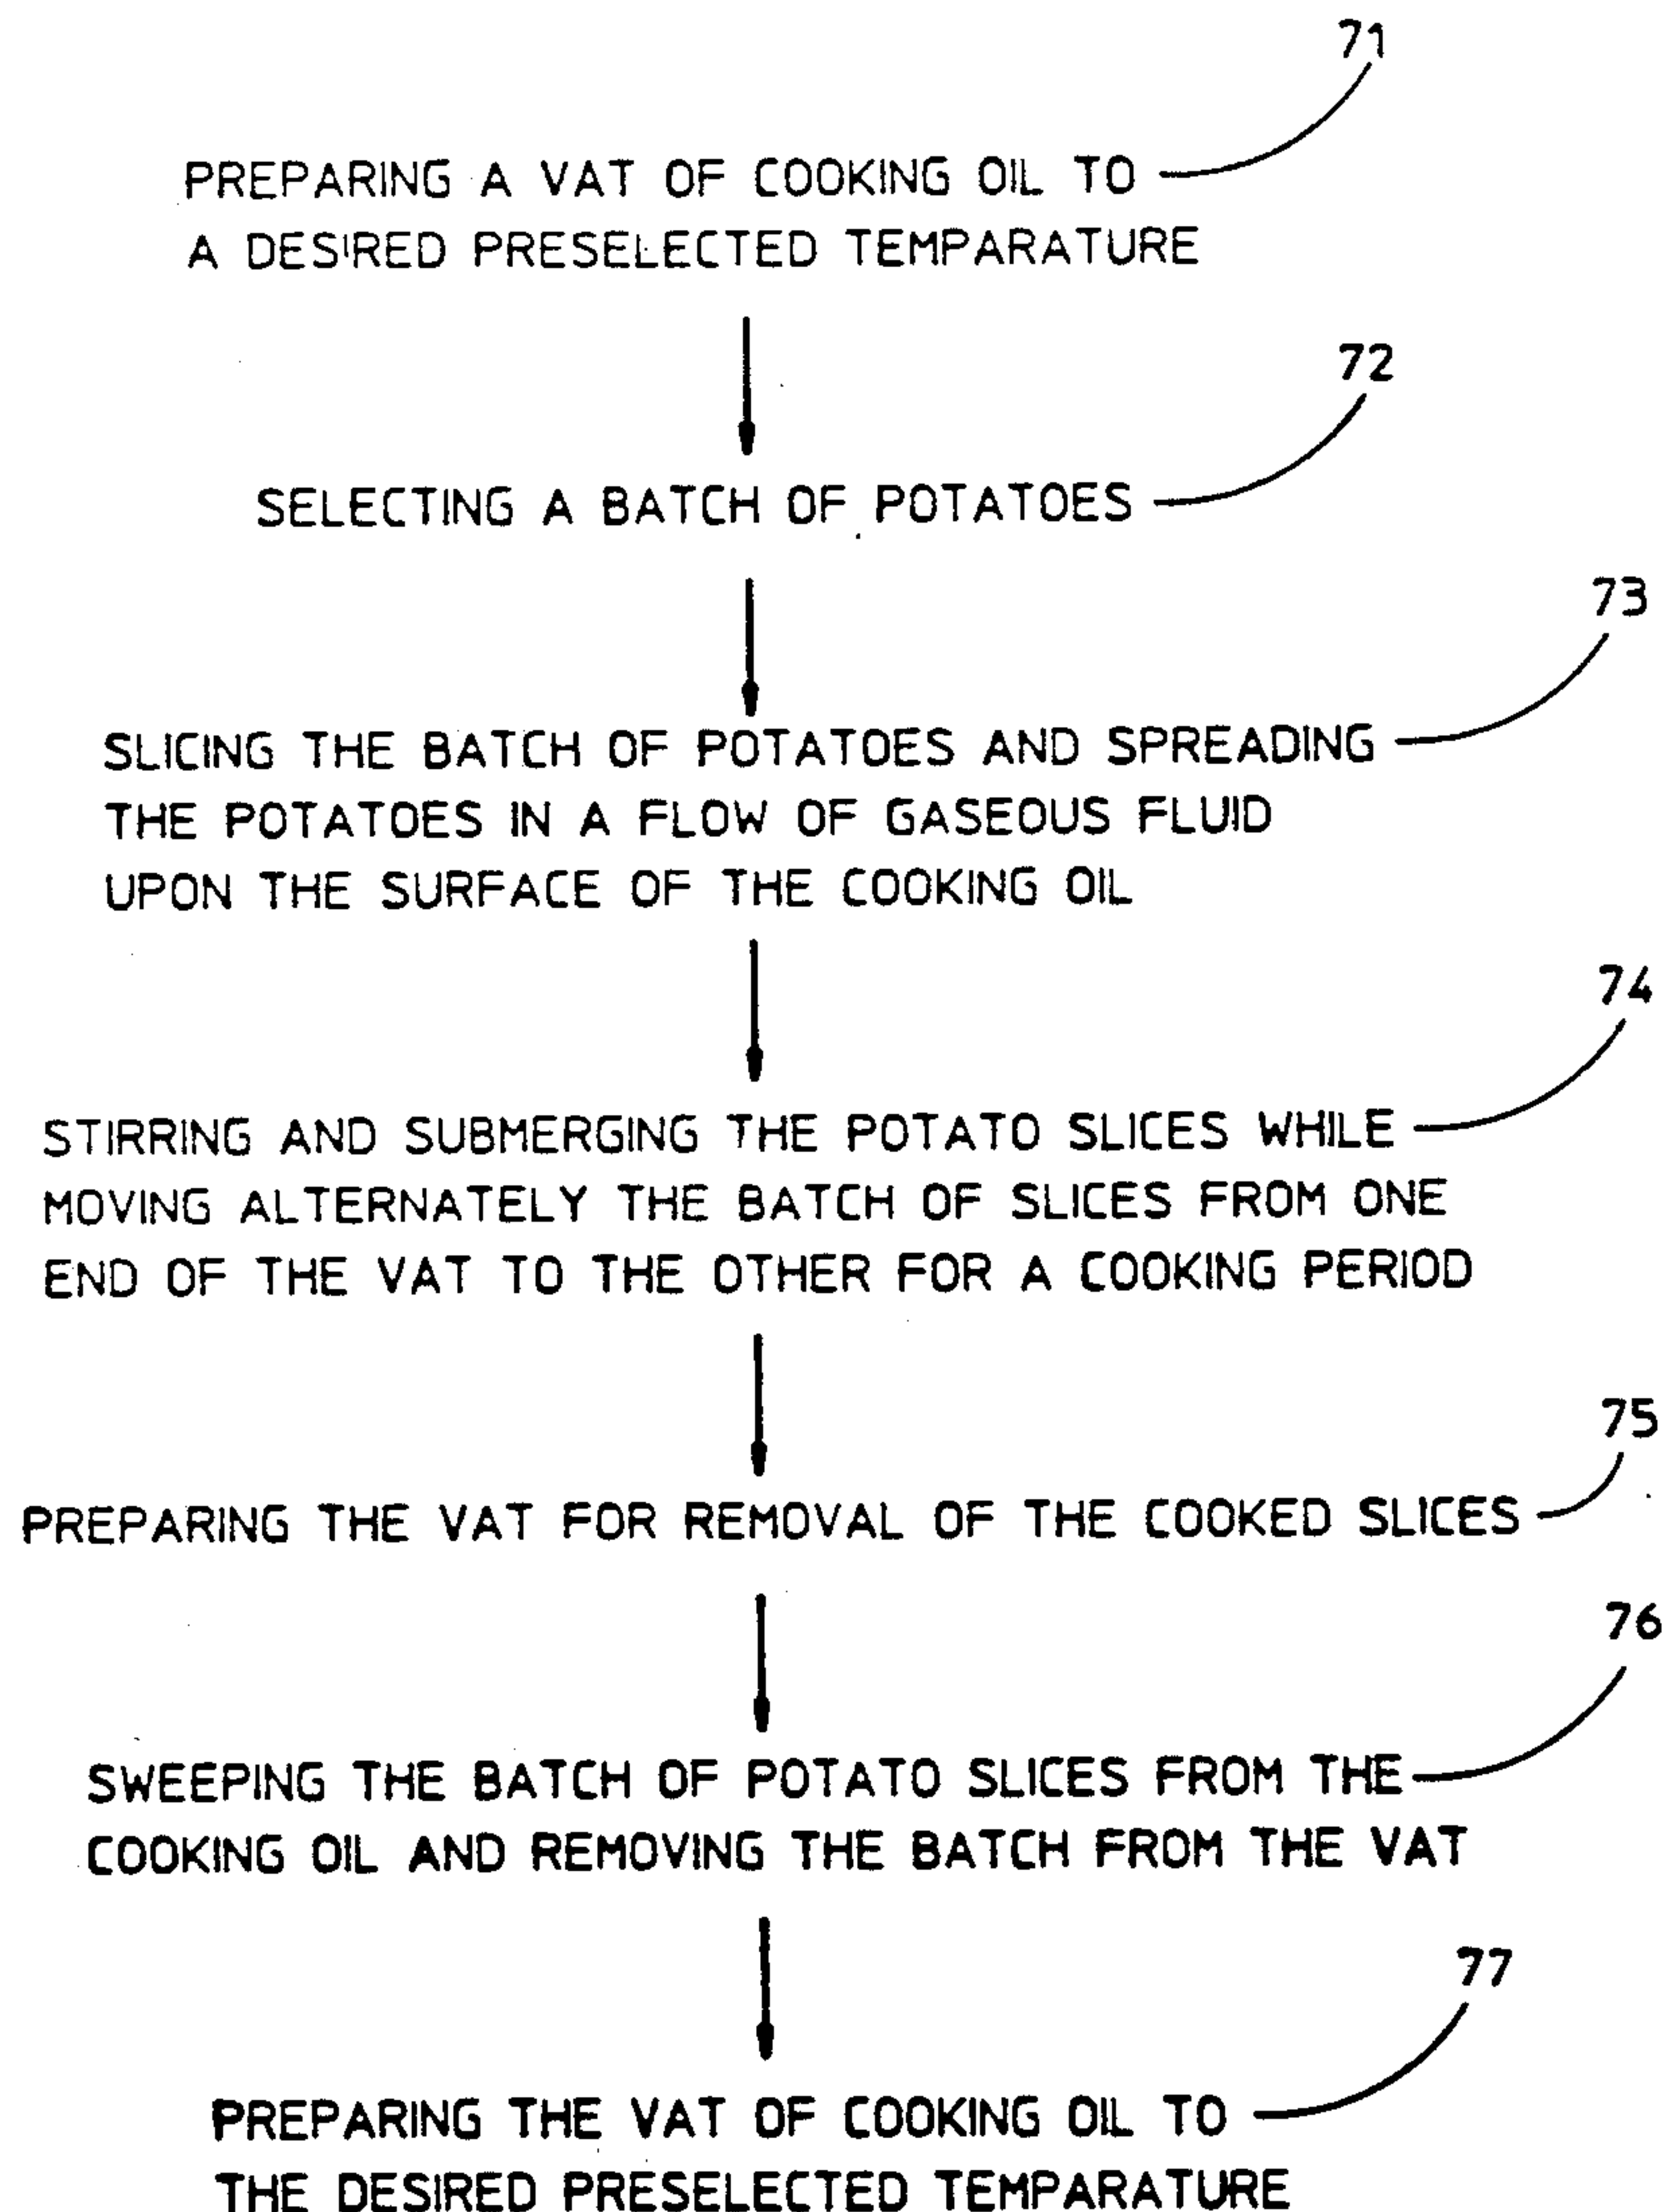 71
PREPARING A VAT OF COOKING OIL TO
A DESIRED PRESELECTED TEMPARATURE
72
SELECTING A BATCH OF POTATOES
73
SLICING THE BATCH OF POTATOES AND SPREADING
THE POTATOES IN A FLOW OF GASEOUS FLUID
UPON THE SURFACE OF THE COOKING OIL
74
STIRRING AND SUBMERGING THE POTATO SLICES WHILE
MOVING ALTERNATELY THE BATCH OF SLICES FROM ONE
END OF THE VAT TO THE OTHER FOR A COOKING PERIOD
75
PREPARING THE VAT FOR REMOVAL OF THE COOKED SLICES
76
SWEEPING THE BATCH OF POTATO SLICES FROM THE
COOKING OIL AND REMOVING THE BATCH FROM THE VAT
77
PREPARING THE VAT OF COOKING OIL TO
THE DESIRED PRESELECTED TEMPARATURE